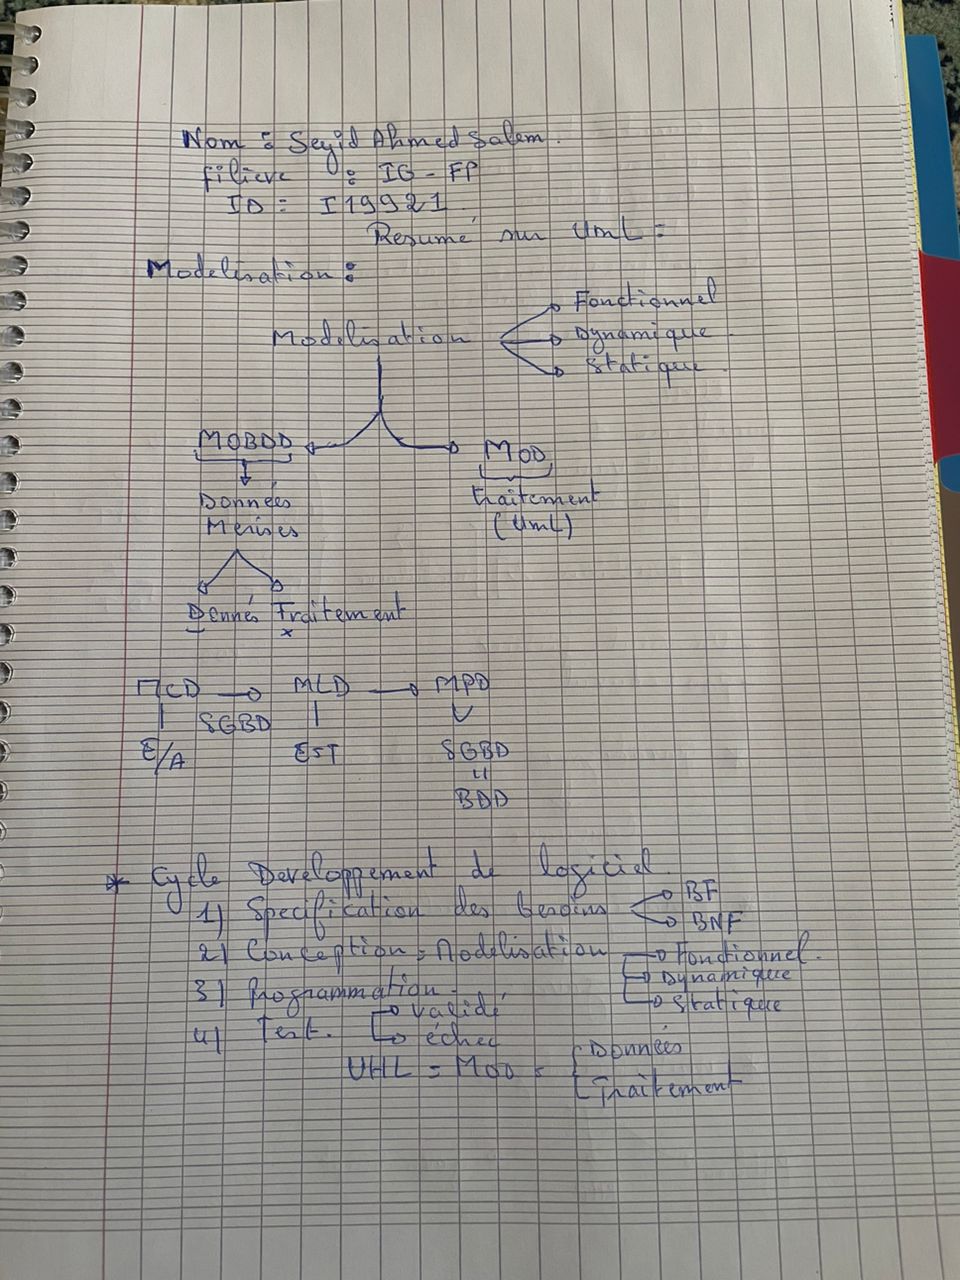 Nom : Seyid Ahmed Salem.
filiere : IG - FP
ID = I19921
Resumé sur UmL =
Modelisation :
Fonctionnel
Modelisation
Dynamique
Statique
MOBDD
MOD
Données
Merises
traitement
(UmL)
Donnés Traitement
x
MCD → MLD → MPD
SGBD
E/A
EST
SGBD
BDD
* Cycle Developpement de logiciel.
1) Specification des besoins
BF
BNF
2) Conception = Modelisation
Fonctionnel.
Dynamique
Statique
3) Programmation.
4) Test.
validé
échec
UML = MOD =
Données
Traitement